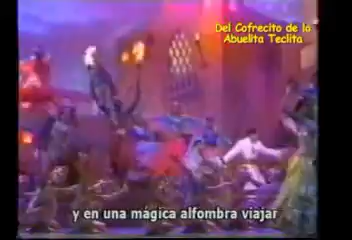 Del Cofrecito de la
Abuelita Teclita
y en una mágica alfombra viajar